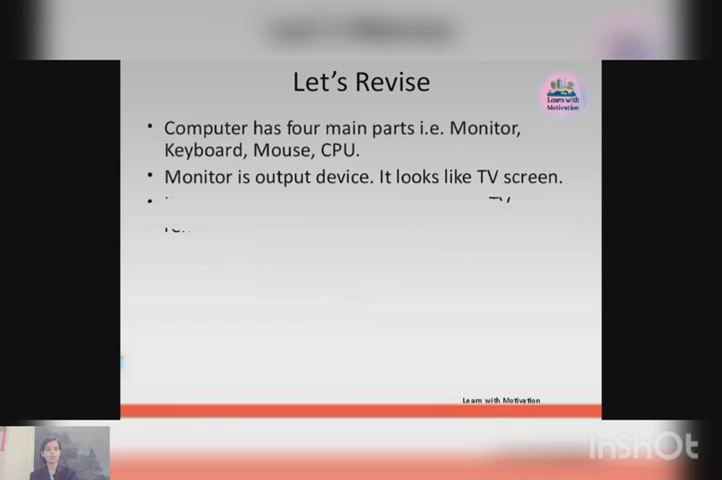 Let's Revise
Learn with
Motivation
• Computer has four main parts i.e. Monitor,
Keyboard, Mouse, CPU.
• Monitor is output device. It looks like TV screen.
Learn with Motivation
InShOt